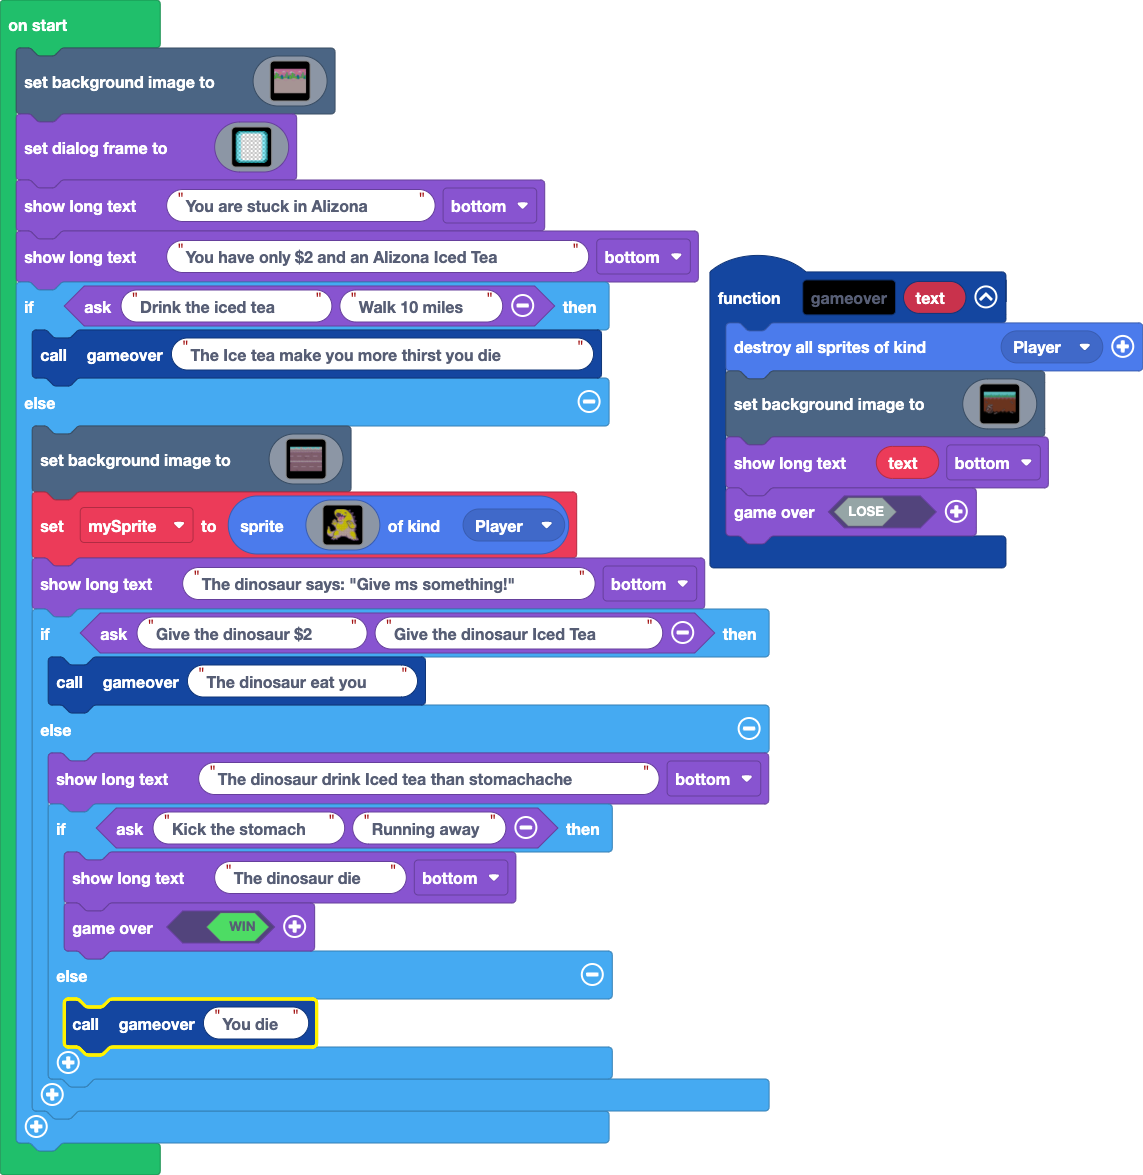 on start
set background image to
set dialog frame to
show long text "You are stuck in Alizona" bottom
show long text "You have only $2 and an Alizona Iced Tea" bottom
if ask "Drink the iced tea" "Walk 10 miles" then
call gameover "The Ice tea make you more thirst you die"
else
set background image to
set mySprite to sprite of kind Player
show long text "The dinosaur says: "Give ms something!"" bottom
if ask "Give the dinosaur $2" "Give the dinosaur Iced Tea" then
call gameover "The dinosaur eat you"
else
show long text "The dinosaur drink Iced tea than stomachache" bottom
if ask "Kick the stomach" "Running away" then
show long text "The dinosaur die" bottom
game over WIN
else
call gameover "You die"
function gameover text
destroy all sprites of kind Player
set background image to
show long text text bottom
game over LOSE